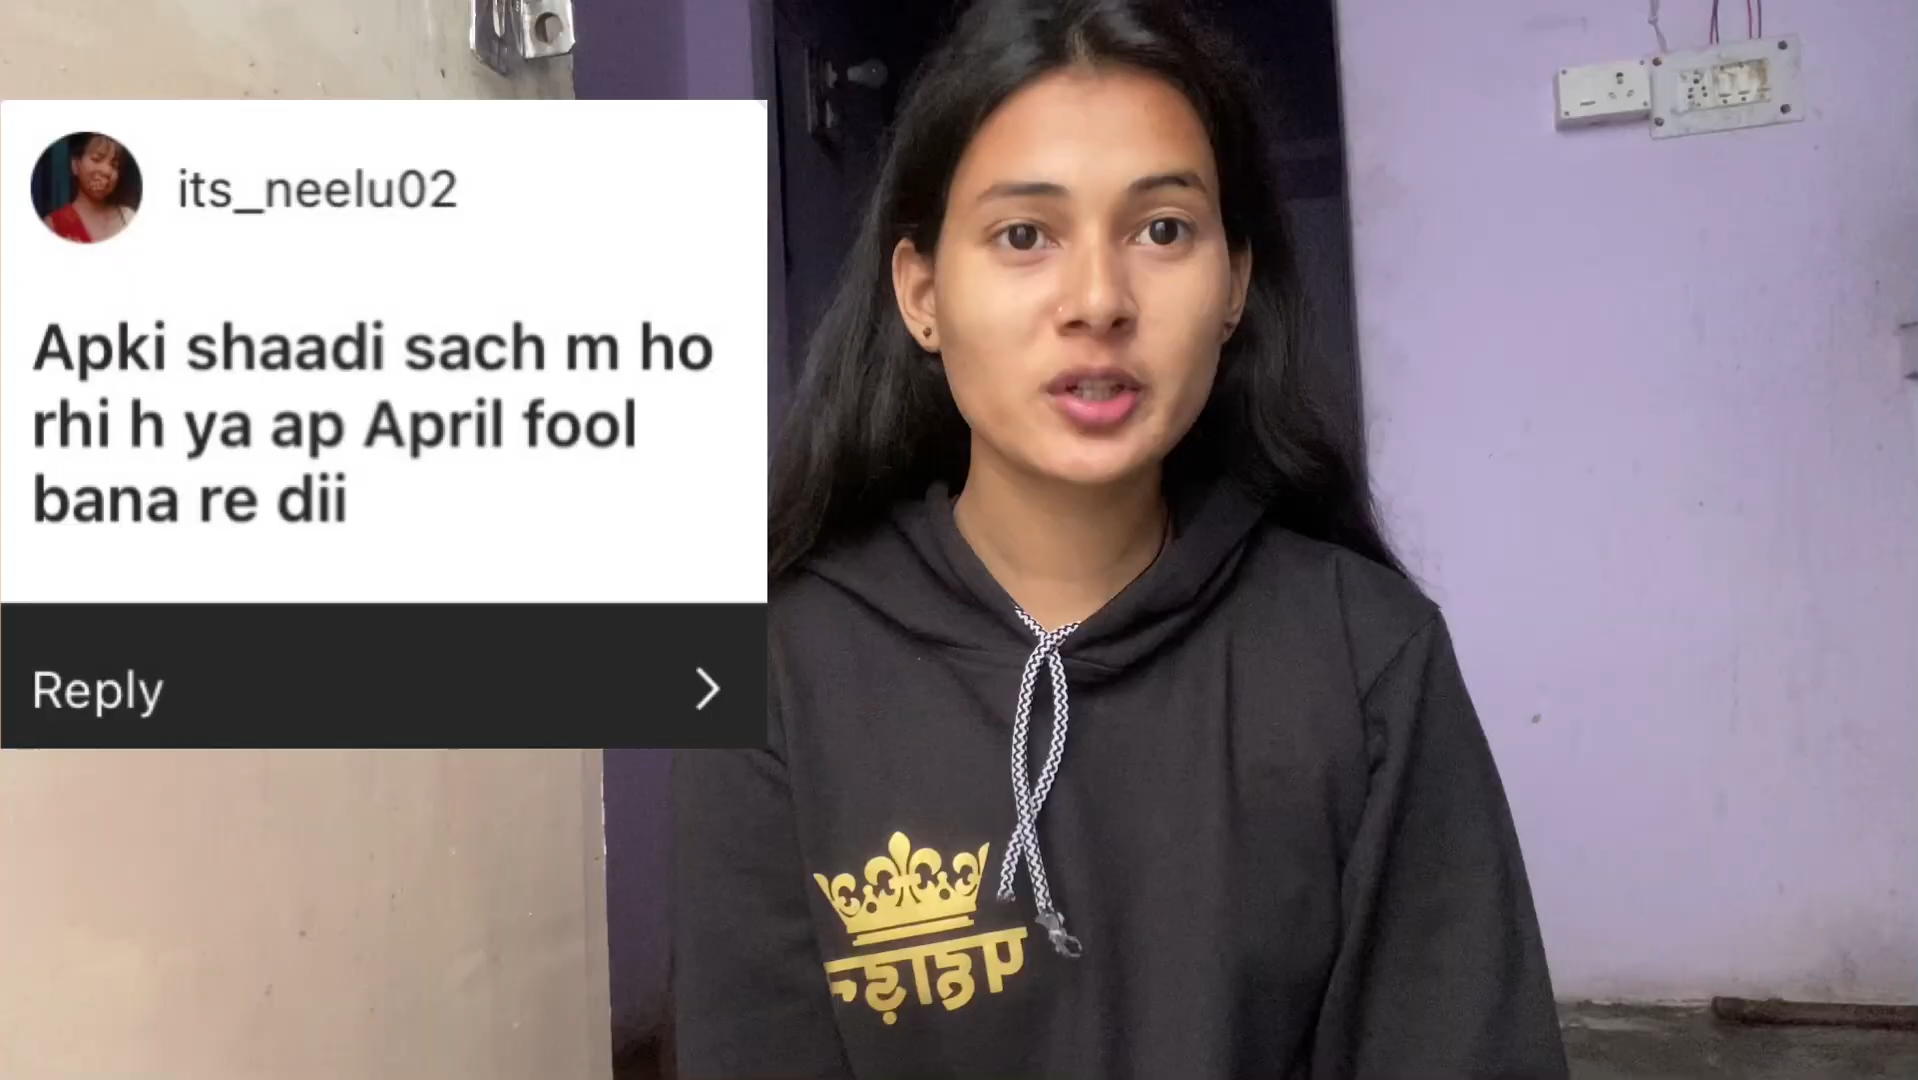 its_neelu02
Apki shaadi sach m ho
rhi h ya ap April fool
bana re dii
Reply